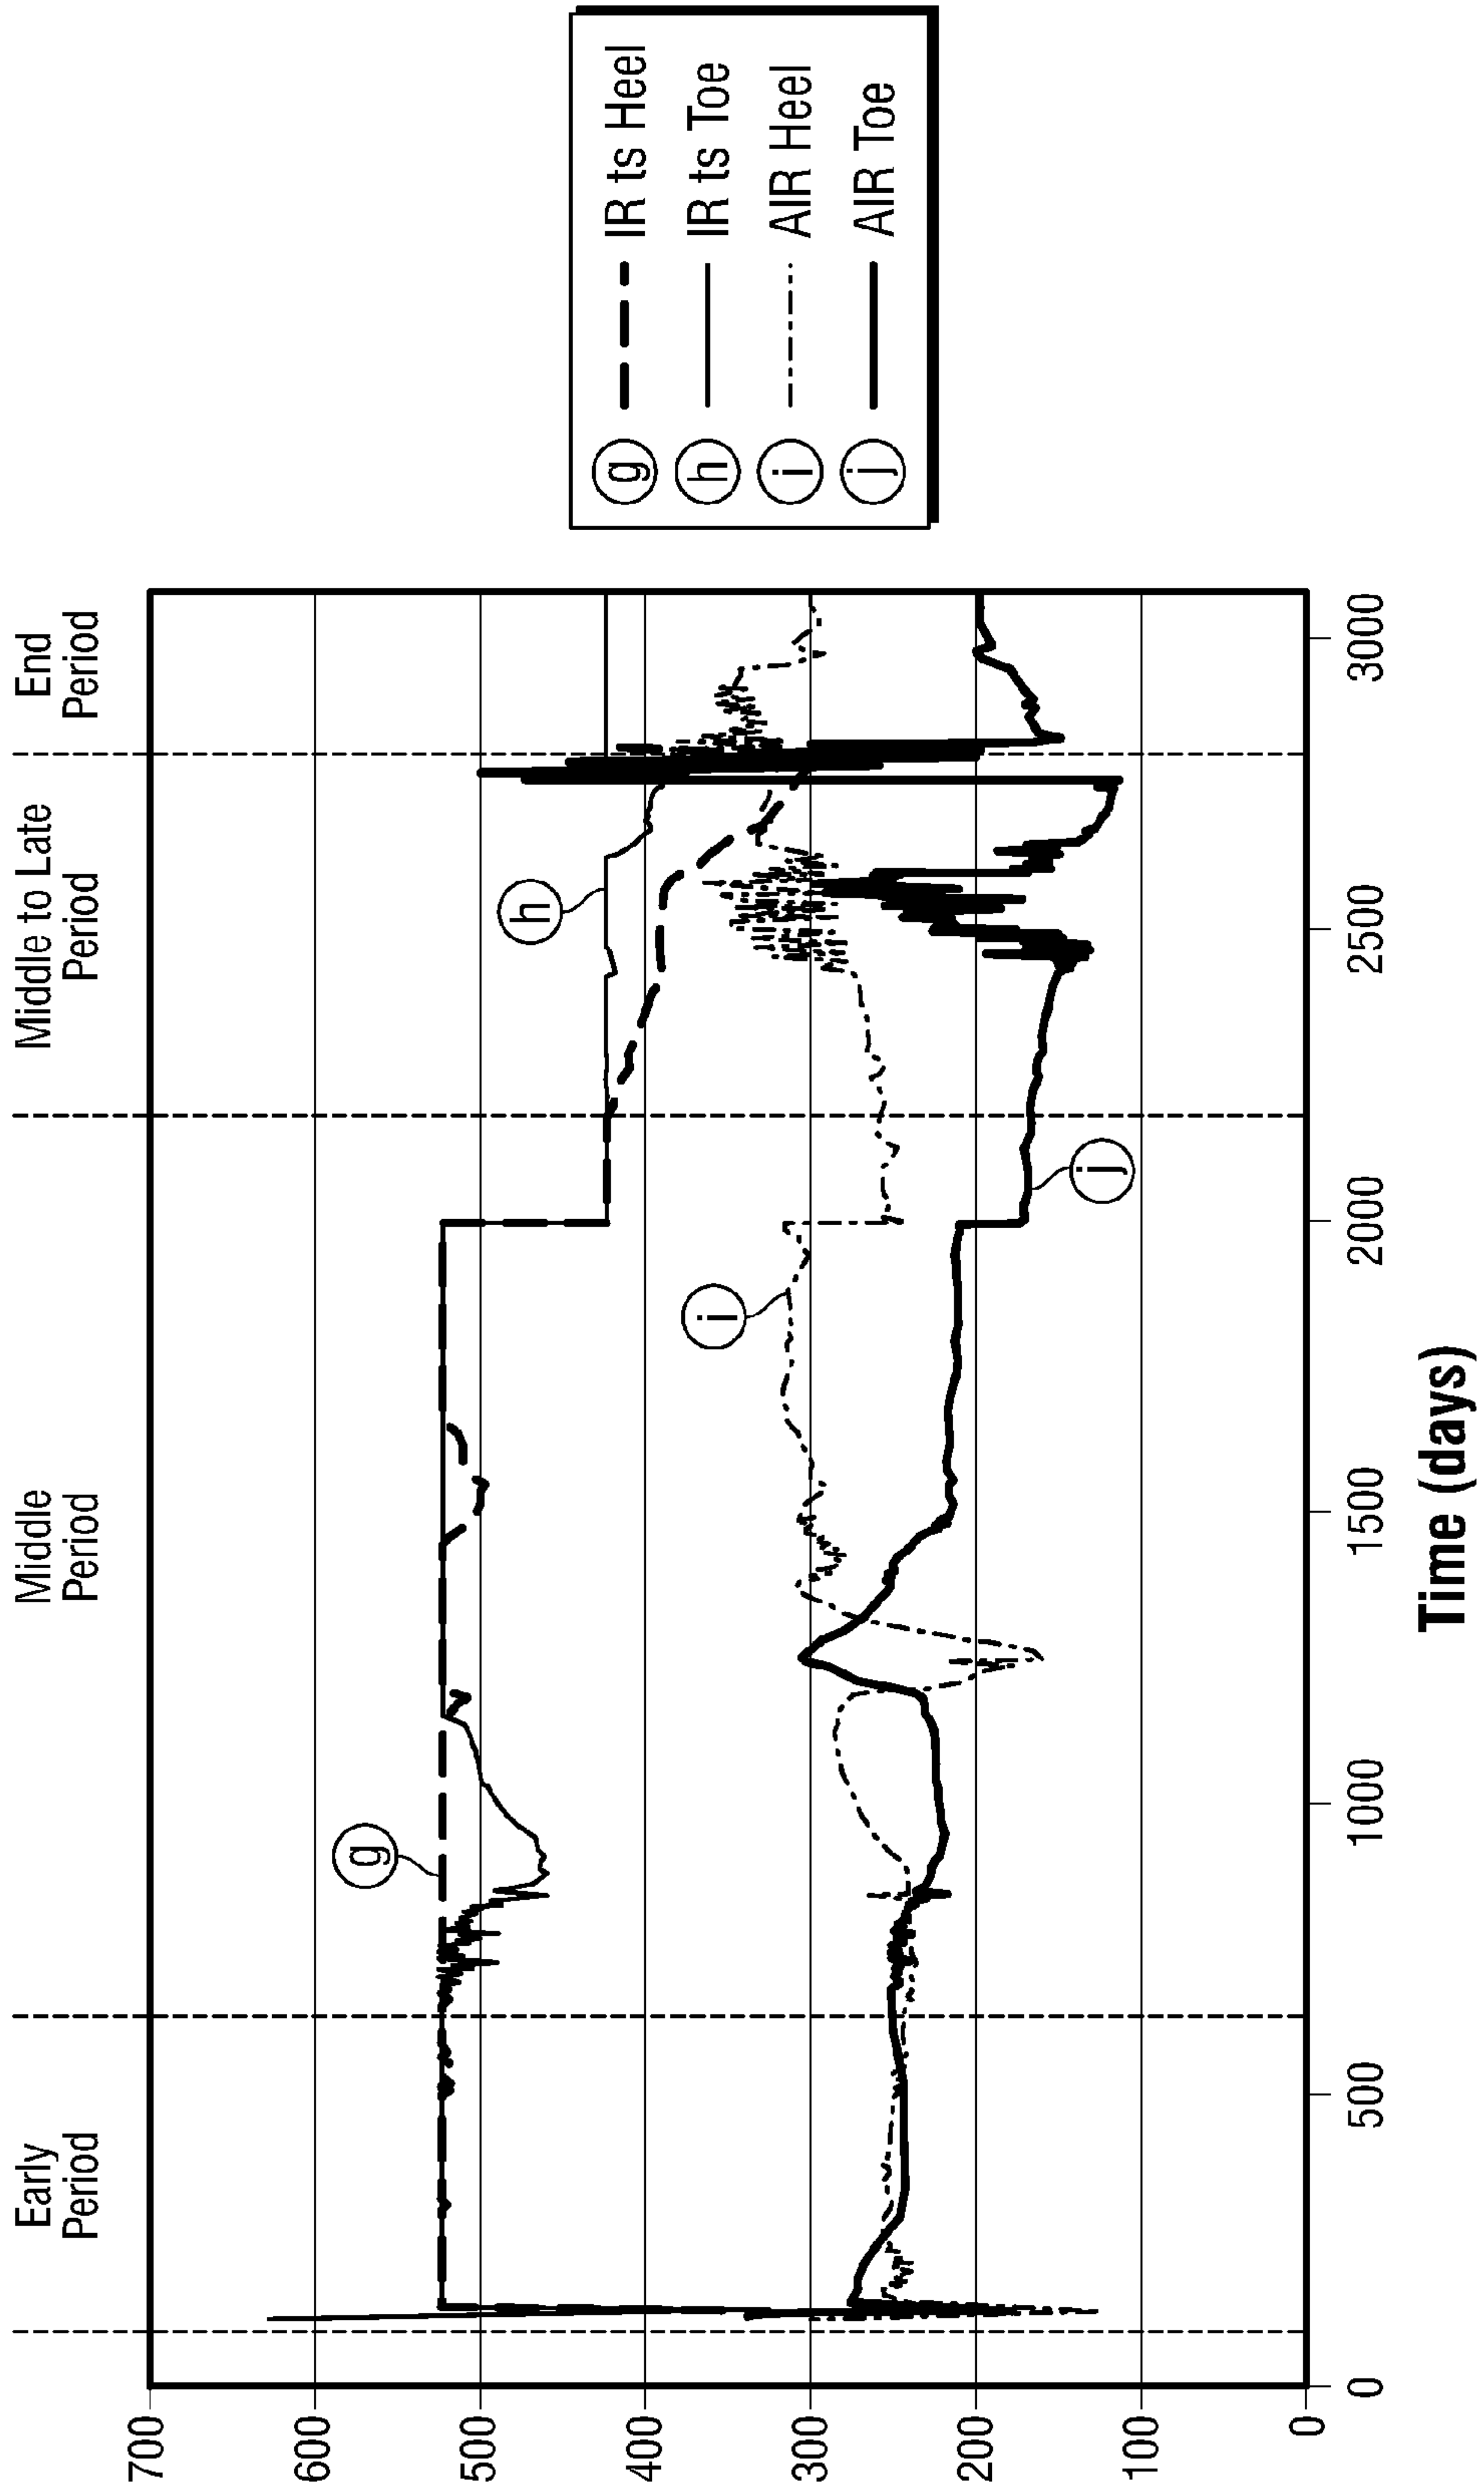 Early
Period
Middle
Period
Middle to Late
Period
End
Period
700
600
500
400
300
200
100
0
g
h
i
j
0
500
1000
1500
2000
2500
3000
Time (days)
g IR ts Heel
h IR ts Toe
i AIR Heel
j AIR Toe